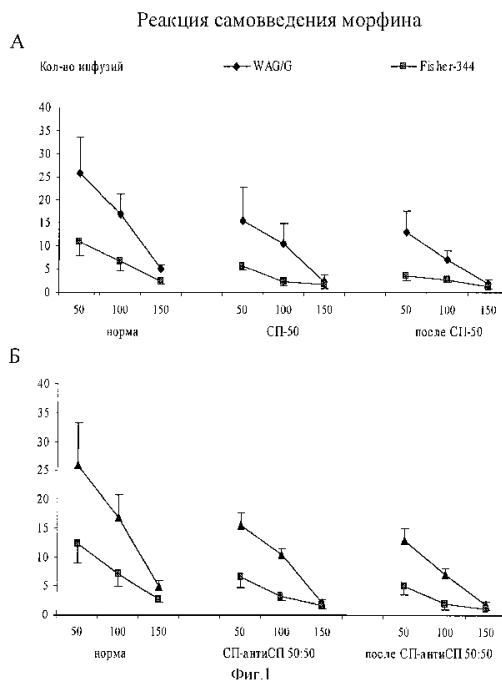 Реакция самовведения морфина
А
Кол-во инфузий WAG/G Fisher-344
40
35
30
25
20
15
10
5
0
50 100 150 50 100 150 50 100 150
норма СП-50 после СП-50
Б
40
35
30
25
20
15
10
5
0
50 100 150 50 100 150 50 100 150
норма СП-антиСП 50:50 после СП-антиСП 50:50
Фиг.1